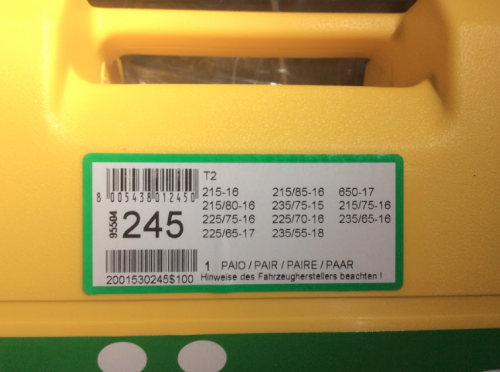 T2
215-16 215/85-16 650-17
215/80-16 235/75-15 215/75-16
225/75-16 225/70-16 235/65-16
225/65-17 235/55-18
8 005438 012450
95504
245
1 PAIO / PAIR / PAIRE / PAAR
2001530245S100
Hinweise des Fahrzeugherstellers beachten !